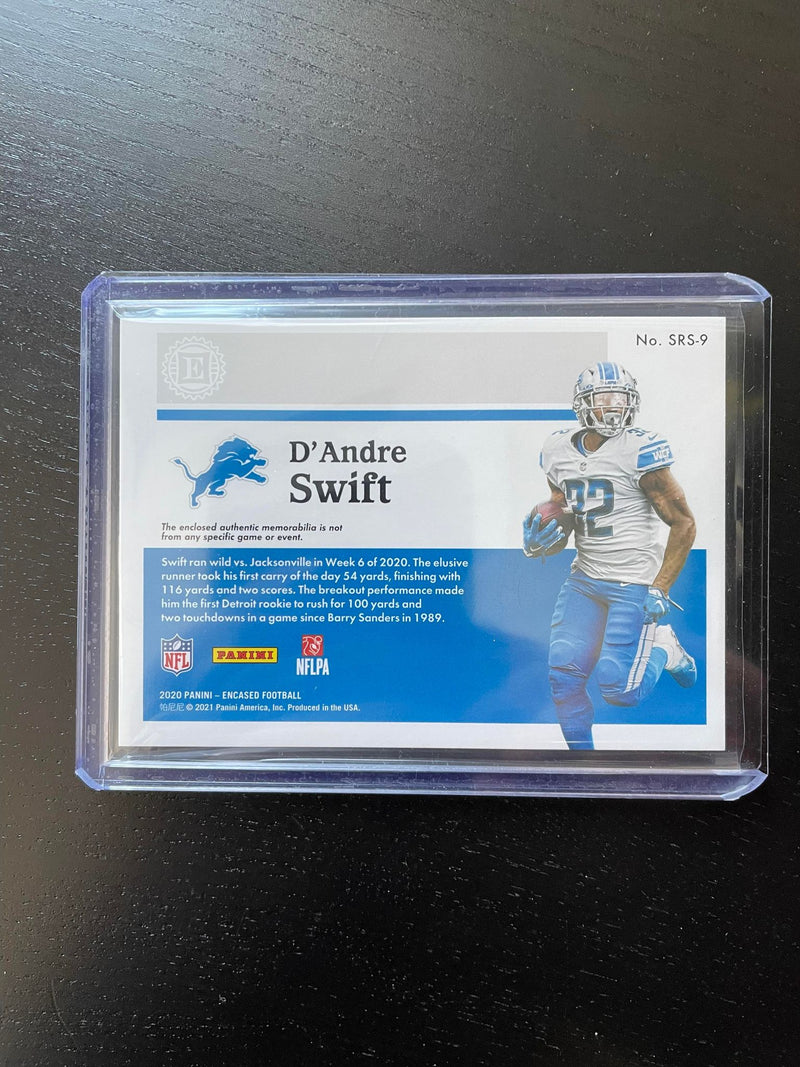 No. SRS-9
E
D'Andre
Swift
The enclosed authentic memorabilia is not
from any specific game or event.
Swift ran wild vs. Jacksonville in Week 6 of 2020. The elusive
runner took his first carry of the day 54 yards, finishing with
116 yards and two scores. The breakout performance made
him the first Detroit rookie to rush for 100 yards and
two touchdowns in a game since Barry Sanders in 1989.
NFL
PANINI
NFLPA
2020 PANINI – ENCASED FOOTBALL
帕尼尼 © 2021 Panini America, Inc. Produced in the USA.
32